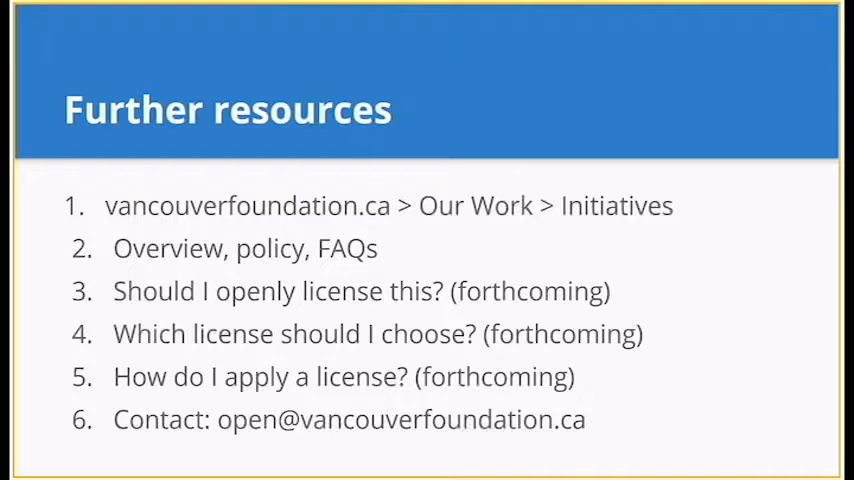 Further resources
1. vancouverfoundation.ca > Our Work > Initiatives
2. Overview, policy, FAQs
3. Should I openly license this? (forthcoming)
4. Which license should I choose? (forthcoming)
5. How do I apply a license? (forthcoming)
6. Contact: open@vancouverfoundation.ca